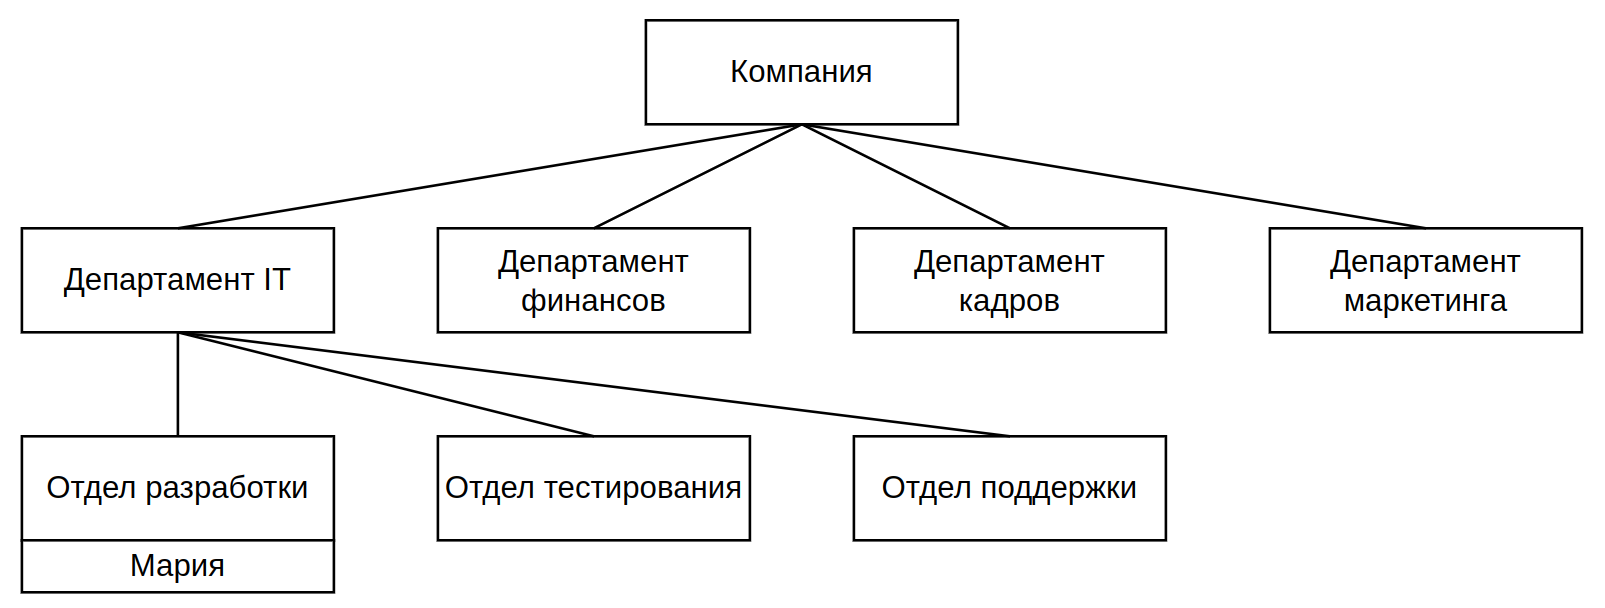 Компания
Департамент IT
Департамент
финансов
Департамент
кадров
Департамент
маркетинга
Отдел разработки
Отдел тестирования
Отдел поддержки
Мария